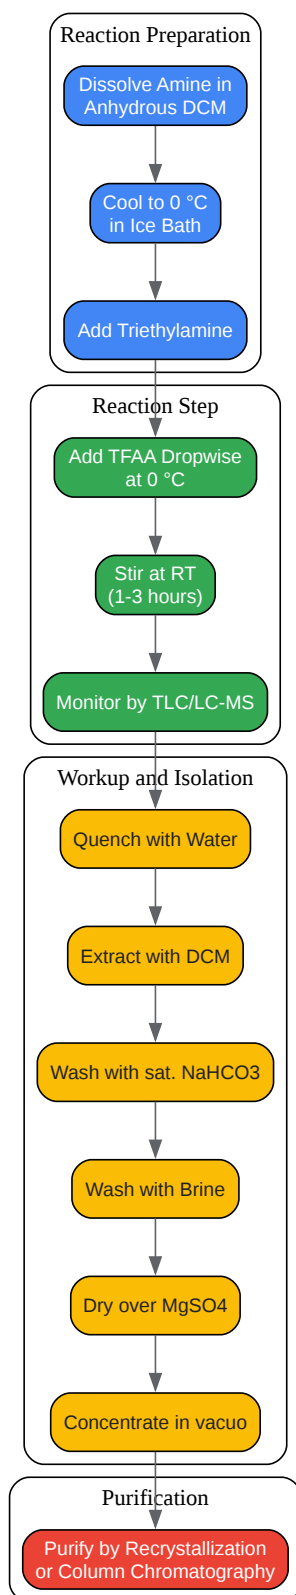 Reaction Preparation
Dissolve Amine in
Anhydrous DCM
Cool to 0 °C
in Ice Bath
Add Triethylamine
Reaction Step
Add TFAA Dropwise
at 0 °C
Stir at RT
(1-3 hours)
Monitor by TLC/LC-MS
Workup and Isolation
Quench with Water
Extract with DCM
Wash with sat. NaHCO3
Wash with Brine
Dry over MgSO4
Concentrate in vacuo
Purification
Purify by Recrystallization
or Column Chromatography